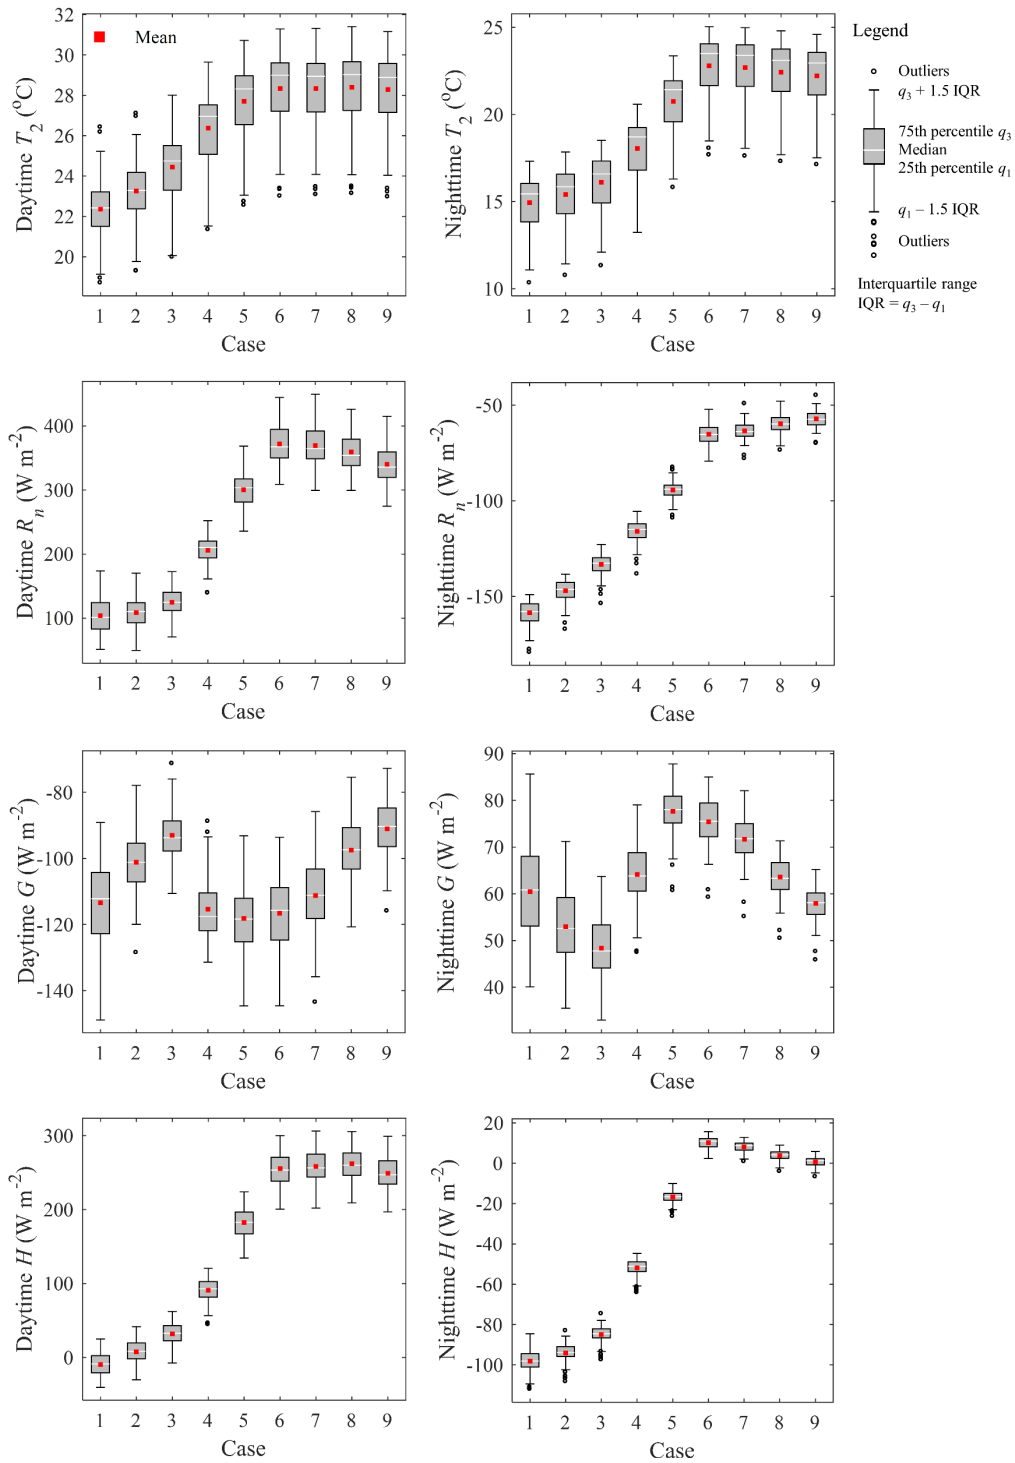 Mean
Daytime T2 (oC)
32
30
28
26
24
22
20
1 2 3 4 5 6 7 8 9
Case
Nighttime T2 (oC)
25
20
15
10
1 2 3 4 5 6 7 8 9
Case
Legend
Outliers
q3 + 1.5 IQR
75th percentile q3
Median
25th percentile q1
q1 – 1.5 IQR
Outliers
Interquartile range
IQR = q3 – q1
Daytime Rn (W m-2)
400
300
200
100
1 2 3 4 5 6 7 8 9
Case
Nighttime Rn (W m-2)
-50
-100
-150
1 2 3 4 5 6 7 8 9
Case
Daytime G (W m-2)
-80
-100
-120
-140
1 2 3 4 5 6 7 8 9
Case
Nighttime G (W m-2)
90
80
70
60
50
40
1 2 3 4 5 6 7 8 9
Case
Daytime H (W m-2)
300
200
100
0
1 2 3 4 5 6 7 8 9
Case
Nighttime H (W m-2)
20
0
-20
-40
-60
-80
-100
1 2 3 4 5 6 7 8 9
Case